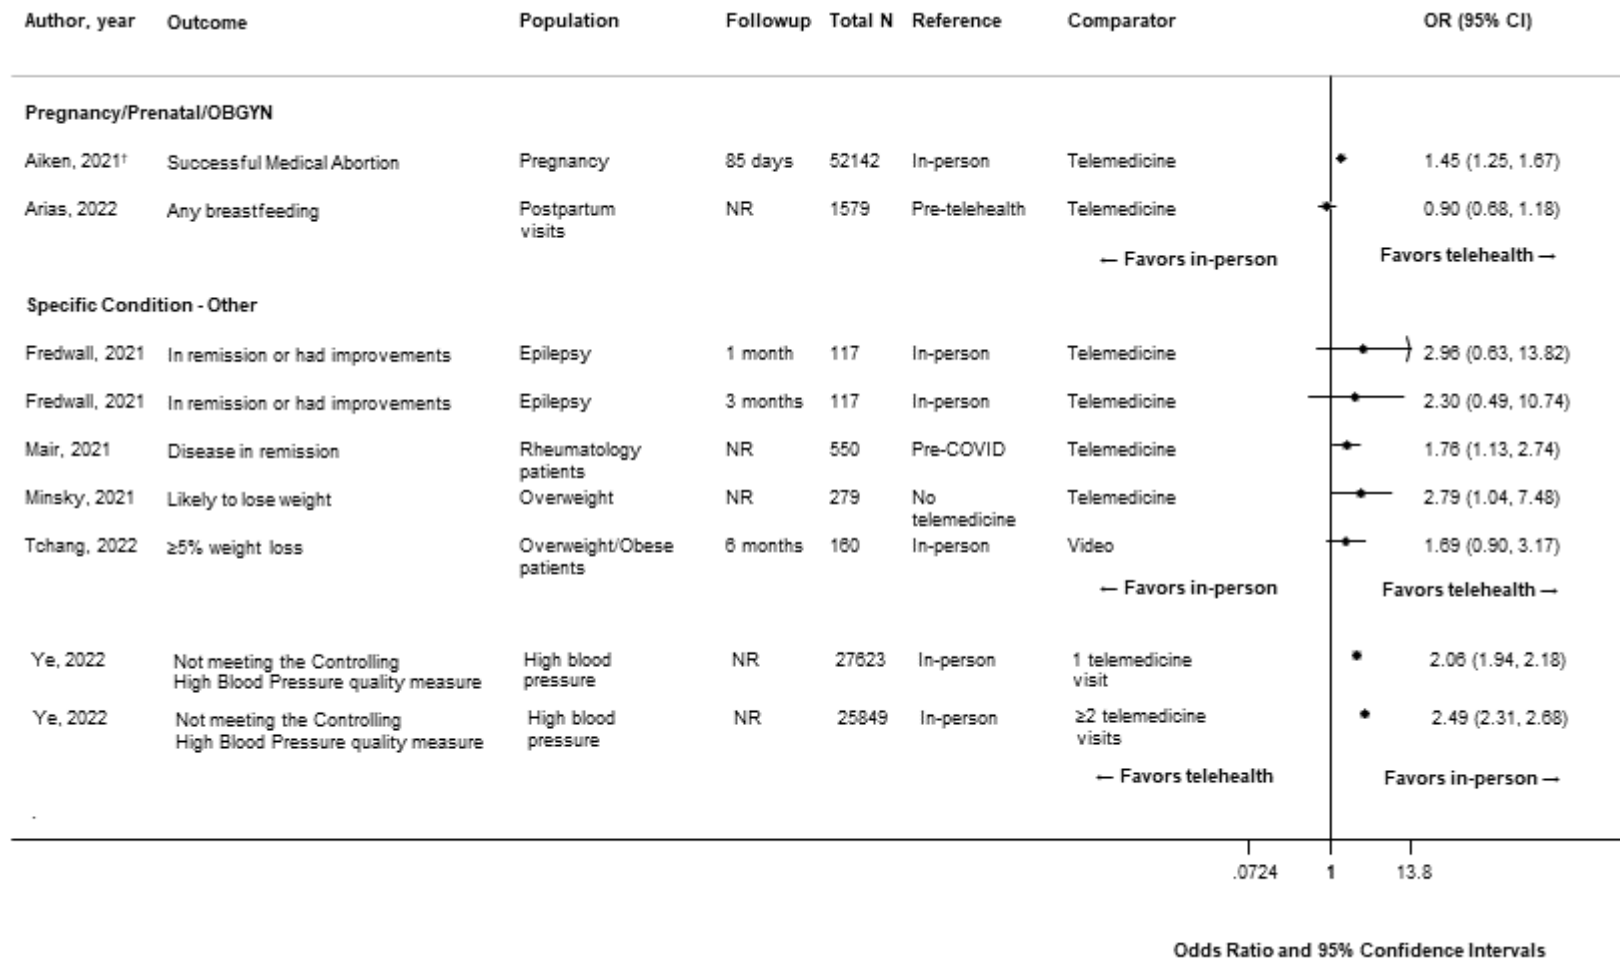 Author, year Outcome Population Followup Total N Reference Comparator OR (95% CI)
Pregnancy/Prenatal/OBGYN
Aiken, 2021† Successful Medical Abortion Pregnancy 85 days 52142 In-person Telemedicine 1.45 (1.25, 1.67)
Arias, 2022 Any breastfeeding Postpartum NR 1579 Pre-telehealth Telemedicine 0.90 (0.68, 1.18)
visits
← Favors in-person Favors telehealth →
Specific Condition - Other
Fredwall, 2021 In remission or had improvements Epilepsy 1 month 117 In-person Telemedicine 2.96 (0.63, 13.82)
Fredwall, 2021 In remission or had improvements Epilepsy 3 months 117 In-person Telemedicine 2.30 (0.49, 10.74)
Mair, 2021 Disease in remission Rheumatology NR 550 Pre-COVID Telemedicine 1.76 (1.13, 2.74)
patients
Minsky, 2021 Likely to lose weight Overweight NR 279 No Telemedicine 2.79 (1.04, 7.48)
telemedicine
Tchang, 2022 ≥5% weight loss Overweight/Obese 6 months 160 In-person Video 1.69 (0.90, 3.17)
patients
← Favors in-person Favors telehealth →
Ye, 2022 Not meeting the Controlling High blood NR 27623 In-person 1 telemedicine 2.06 (1.94, 2.18)
High Blood Pressure quality measure pressure visit
Ye, 2022 Not meeting the Controlling High blood NR 25849 In-person ≥2 telemedicine 2.49 (2.31, 2.68)
High Blood Pressure quality measure pressure visits
← Favors telehealth Favors in-person →
.
.0724 1 13.8
Odds Ratio and 95% Confidence Intervals